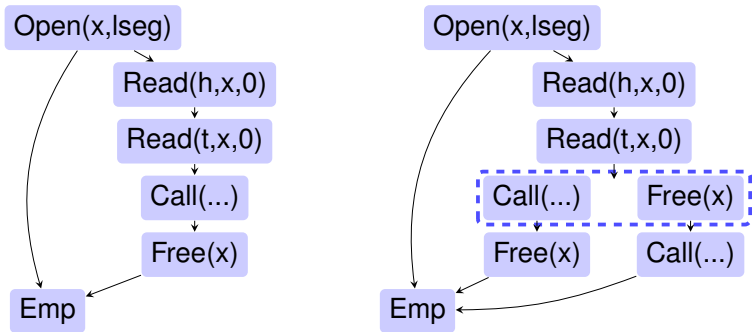 Open(x,lseg)
Read(h,x,0)
Read(t,x,0)
Call(...)
Free(x)
Emp
Open(x,lseg)
Read(h,x,0)
Read(t,x,0)
Call(...) Free(x)
Free(x) Call(...)
Emp